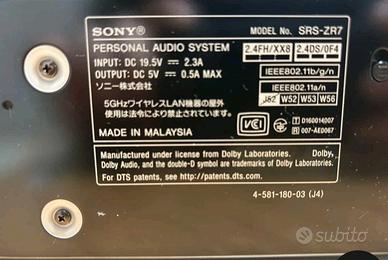 SONY® MODEL No. SRS-ZR7
PERSONAL AUDIO SYSTEM 2.4FH/XX8 2.4DS/0F4
INPUT: DC 19.5V ⎓ 2.3A
OUTPUT: DC 5V ⎓ 0.5A MAX
IEEE802.11b/g/n
ソニー株式会社
IEEE802.11a/n
J52 W52 W53 W56
5GHzワイヤレスLAN機器の屋外
使用は法令により禁止されています。
VCI
T D160014007
R 007-AE0067
MADE IN MALAYSIA
Manufactured under license from Dolby Laboratories. Dolby,
Dolby Audio, and the double-D symbol are trademarks of Dolby Laboratories.
For DTS patents, see http://patents.dts.com.
4-581-180-03 (J4)
subito